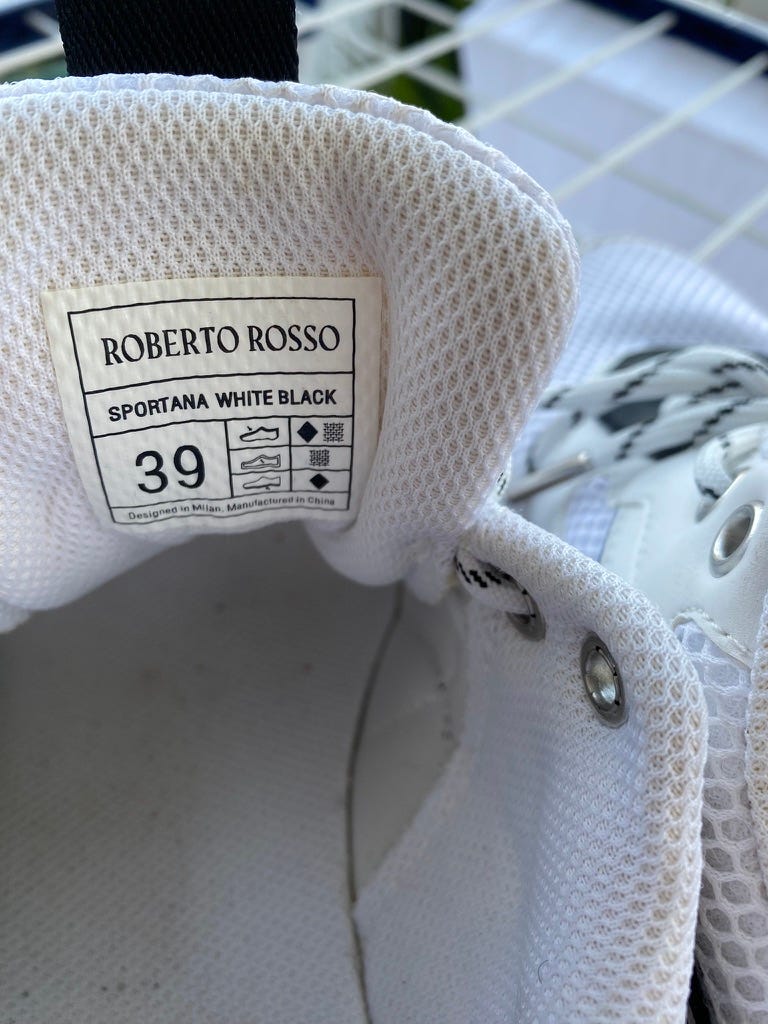 ROBERTO ROSSO
SPORTANA WHITE BLACK
39
Designed in Milan. Manufactured in China